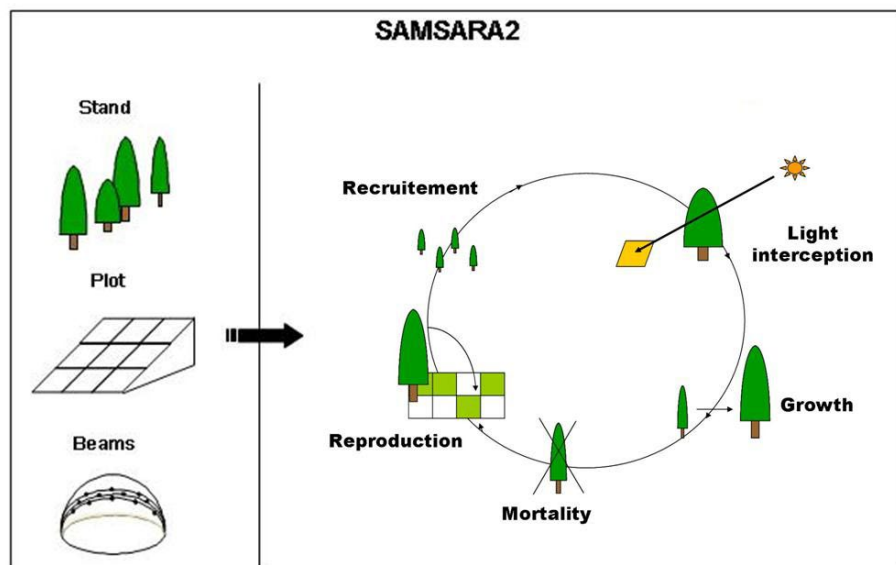 SAMSARA2
Stand
Plot
Beams
Recruitement
Light
interception
Growth
Mortality
Reproduction